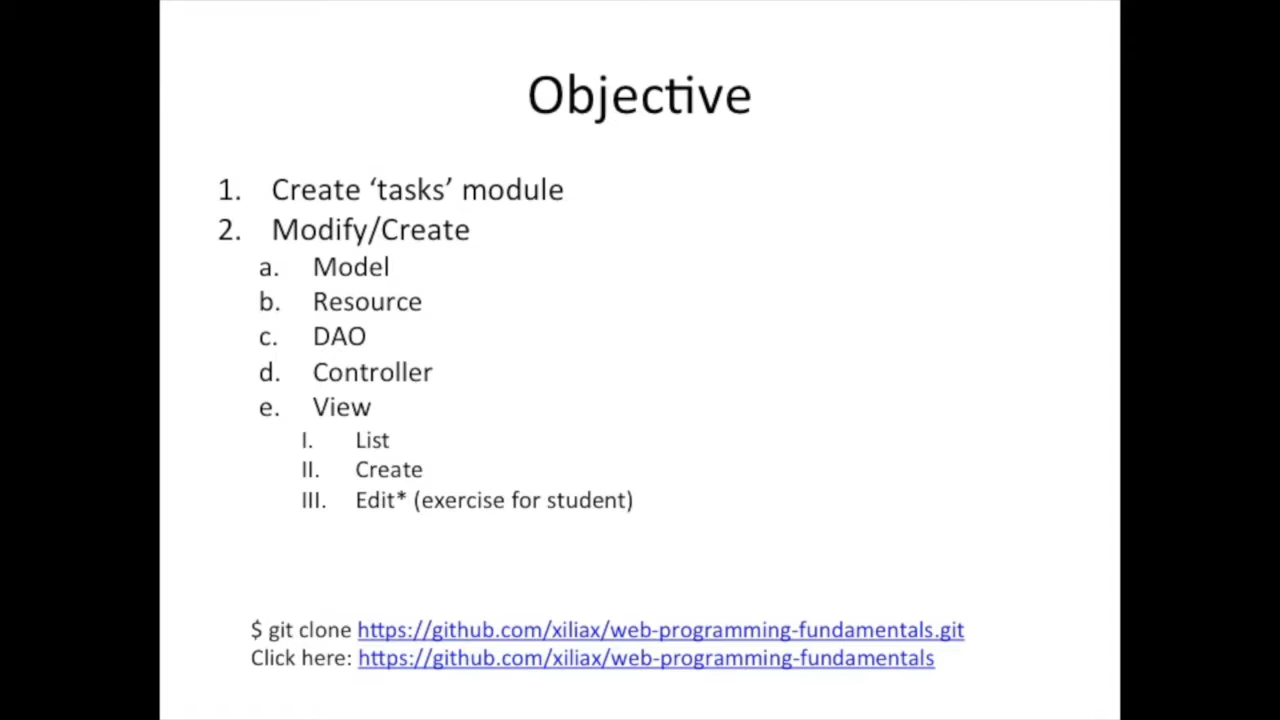 Objective
1. Create ‘tasks’ module
2. Modify/Create
a. Model
b. Resource
c. DAO
d. Controller
e. View
I. List
II. Create
III. Edit* (exercise for student)
$ git clone https://github.com/xiliax/web-programming-fundamentals.git
Click here: https://github.com/xiliax/web-programming-fundamentals